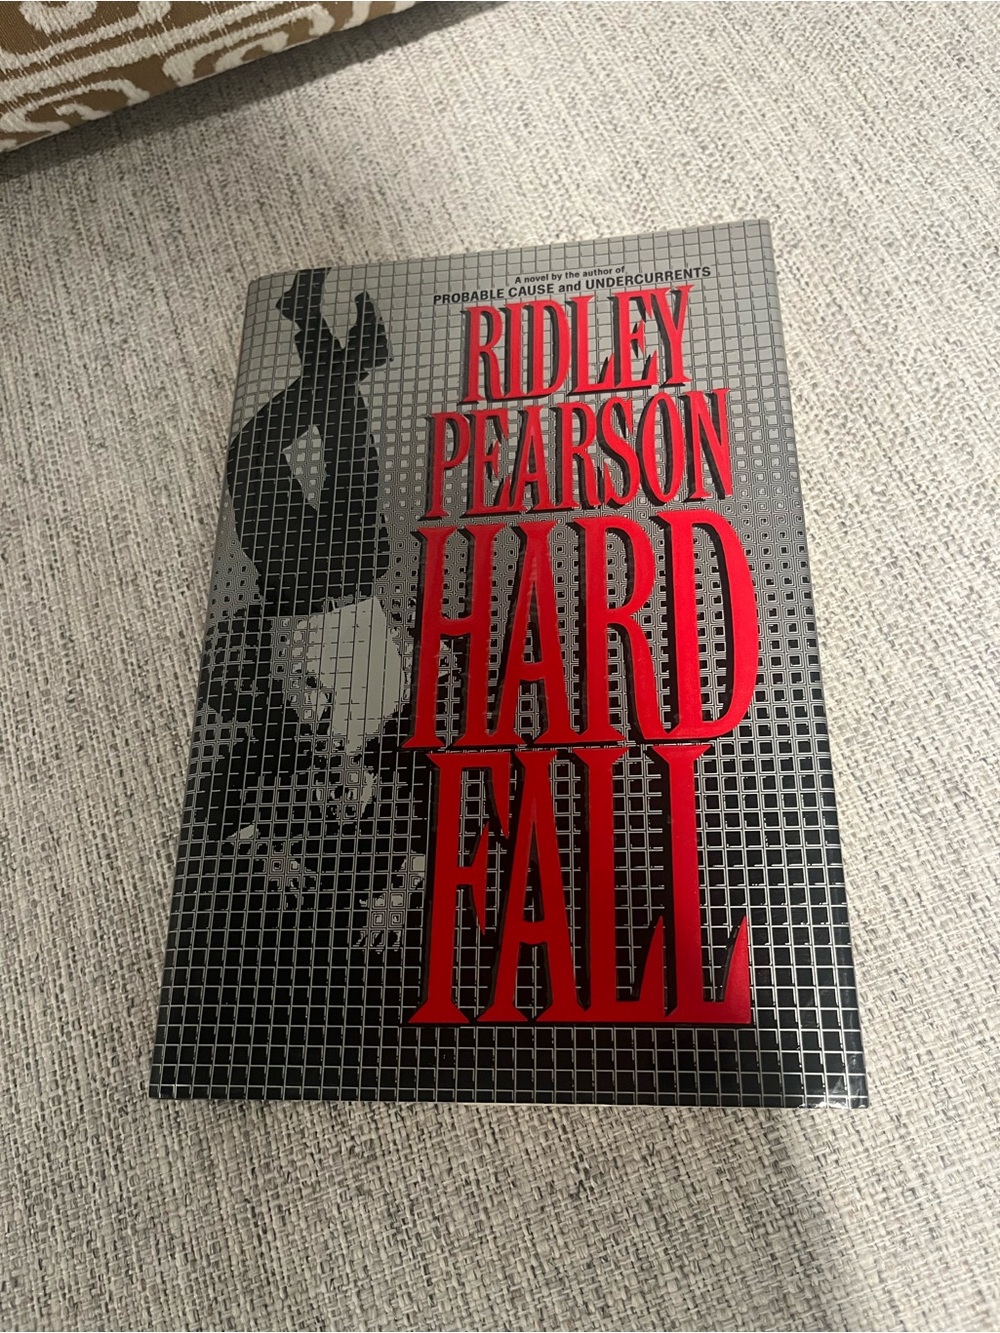 A novel by the author of
PROBABLE CAUSE and UNDERCURRENTS
RIDLEY
PEARSON
HARD
FALL